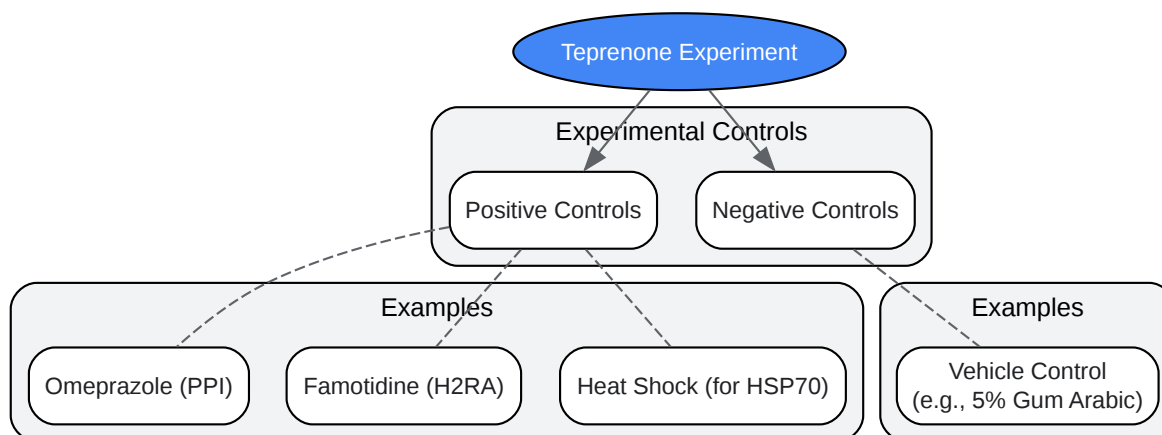 Teprenone Experiment
Experimental Controls
Positive Controls
Negative Controls
Examples
Examples
Omeprazole (PPI)
Famotidine (H2RA)
Heat Shock (for HSP70)
Vehicle Control
(e.g., 5% Gum Arabic)